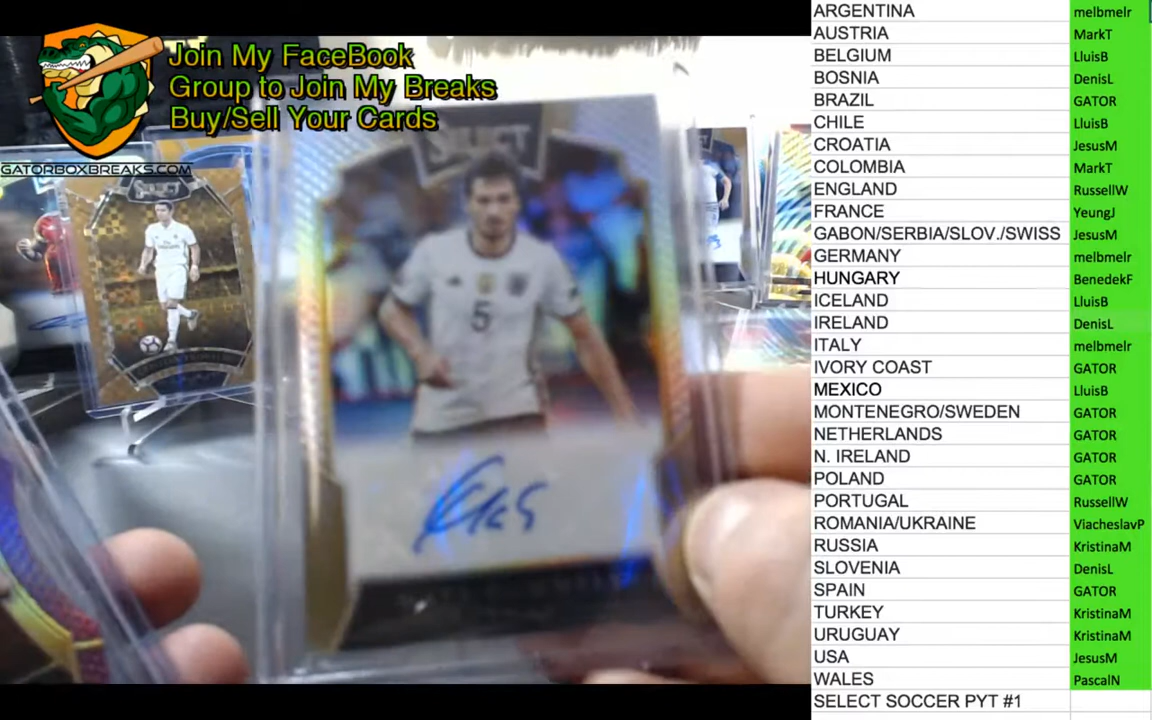 Join My FaceBook
Group to Join My Breaks
Buy/Sell Your Cards
GATORBOXBREAKS.COM
SELECT
SELECT
5
ARGENTINA melbmelr
AUSTRIA MarkT
BELGIUM LluisB
BOSNIA DenisL
BRAZIL GATOR
CHILE LluisB
CROATIA JesusM
COLOMBIA MarkT
ENGLAND RussellW
FRANCE YeungJ
GABON/SERBIA/SLOV./SWISS JesusM
GERMANY melbmelr
HUNGARY BenedekF
ICELAND LluisB
IRELAND DenisL
ITALY melbmelr
IVORY COAST GATOR
MEXICO LluisB
MONTENEGRO/SWEDEN GATOR
NETHERLANDS GATOR
N. IRELAND GATOR
POLAND GATOR
PORTUGAL RussellW
ROMANIA/UKRAINE ViacheslavP
RUSSIA KristinaM
SLOVENIA DenisL
SPAIN GATOR
TURKEY KristinaM
URUGUAY KristinaM
USA JesusM
WALES PascalN
SELECT SOCCER PYT #1